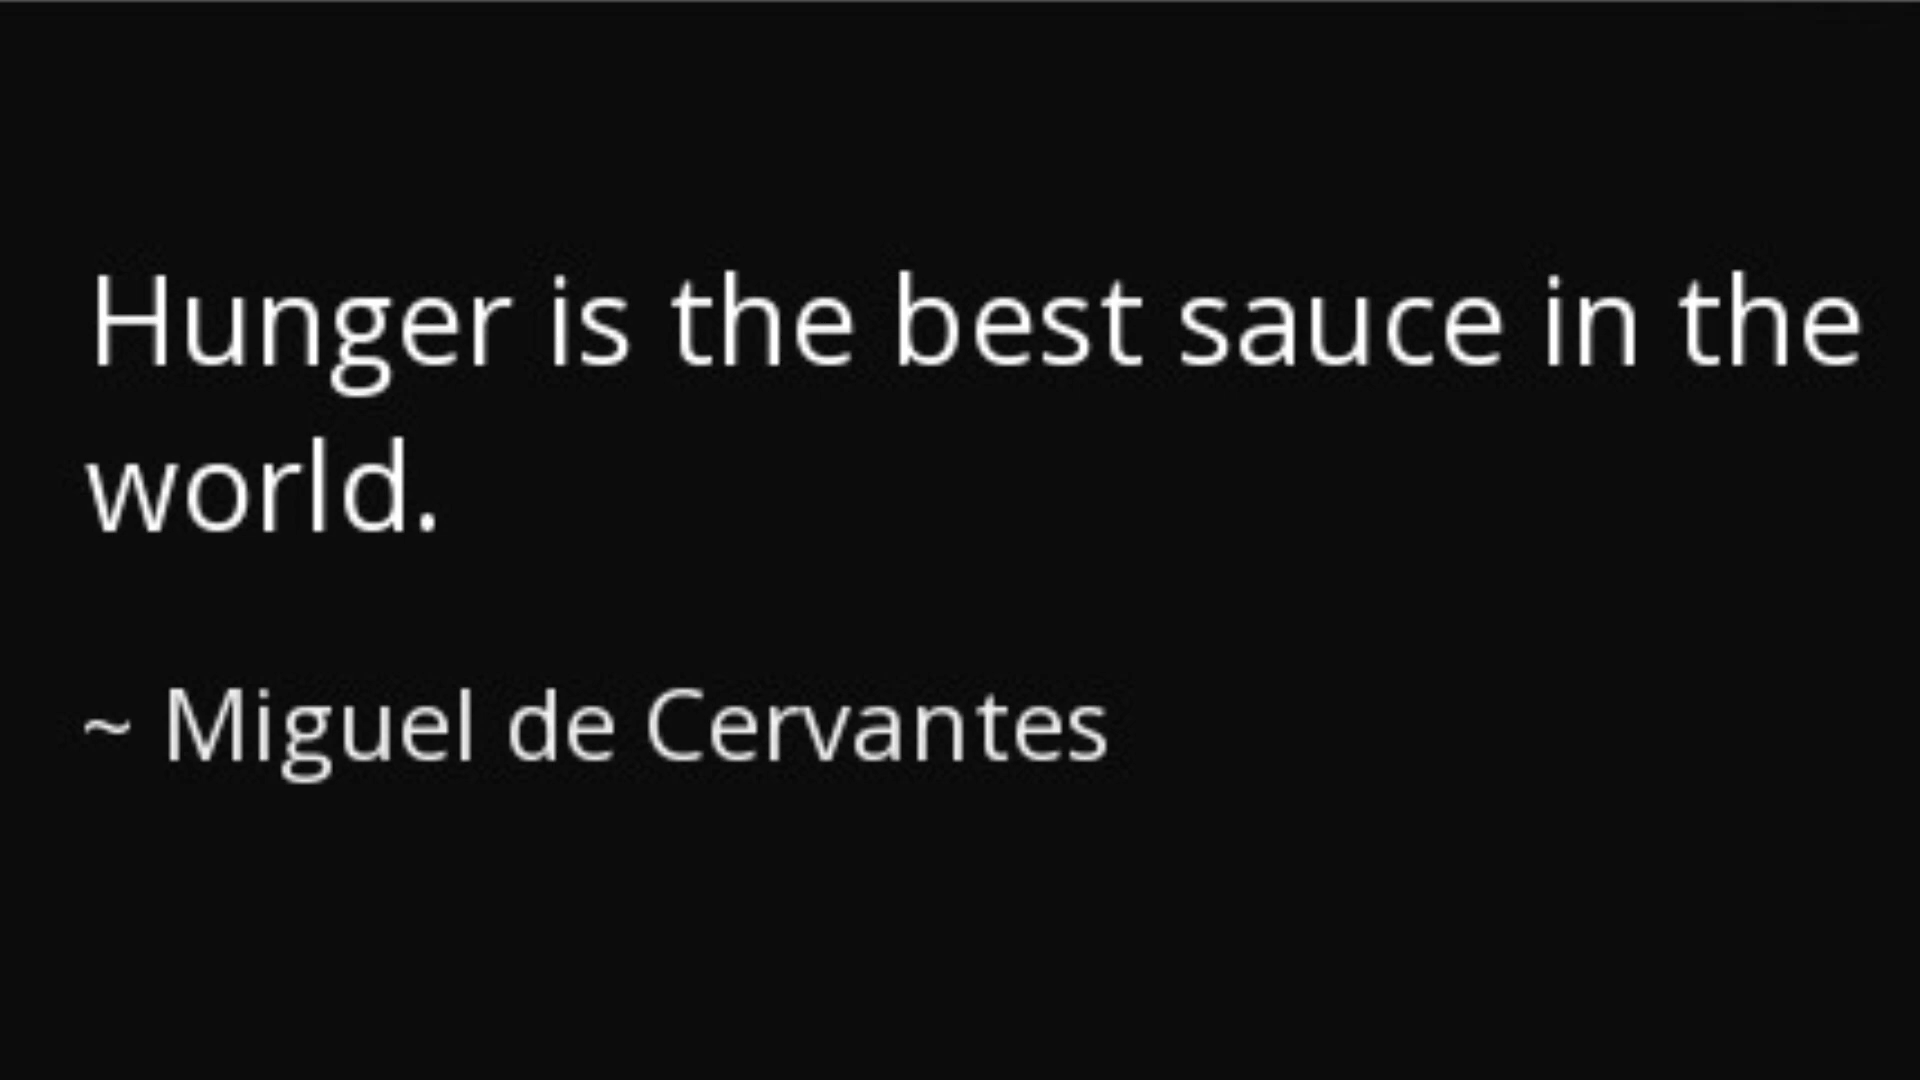 Hunger is the best sauce in the
world.
~ Miguel de Cervantes